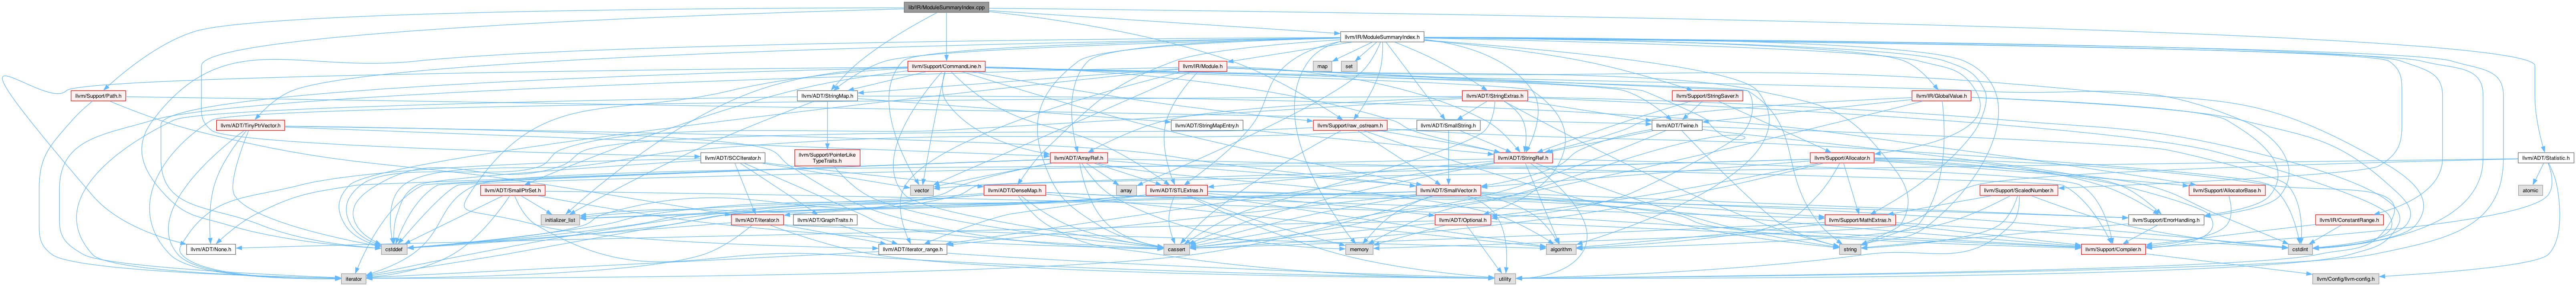 lib/IR/ModuleSummaryIndex.cpp
llvm/IR/ModuleSummaryIndex.h
llvm/Support/CommandLine.h
llvm/IR/Module.h
map
set
llvm/Support/Path.h
llvm/ADT/StringMap.h
llvm/ADT/StringExtras.h
llvm/Support/StringSaver.h
llvm/IR/GlobalValue.h
llvm/ADT/TinyPtrVector.h
llvm/ADT/StringMapEntry.h
llvm/Support/raw_ostream.h
llvm/ADT/SmallString.h
llvm/ADT/Twine.h
llvm/ADT/SCCIterator.h
llvm/Support/PointerLike
TypeTraits.h
llvm/ADT/ArrayRef.h
llvm/ADT/StringRef.h
llvm/Support/Allocator.h
llvm/ADT/Statistic.h
llvm/ADT/SmallPtrSet.h
vector
llvm/ADT/DenseMap.h
array
llvm/ADT/STLExtras.h
llvm/ADT/SmallVector.h
llvm/Support/ScaledNumber.h
llvm/Support/AllocatorBase.h
atomic
initializer_list
llvm/ADT/iterator.h
llvm/ADT/GraphTraits.h
llvm/ADT/Optional.h
llvm/Support/MathExtras.h
llvm/Support/ErrorHandling.h
llvm/IR/ConstantRange.h
llvm/ADT/None.h
cstddef
llvm/ADT/iterator_range.h
cassert
memory
algorithm
string
llvm/Support/Compiler.h
cstdint
iterator
utility
llvm/Config/llvm-config.h